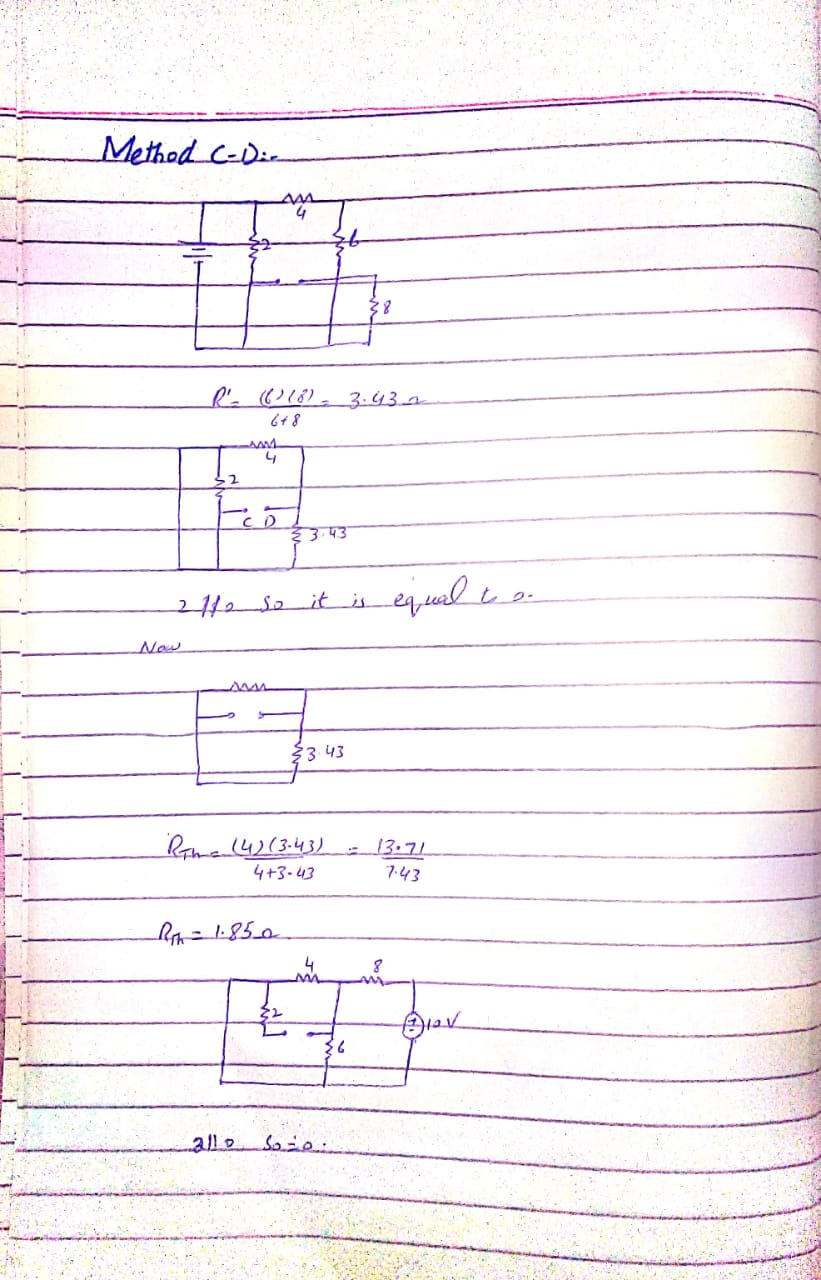 Method C-D:-
4
2
6
8
R' = (6)(8) = 3.43 Ω
6+8
4
2
C D
3.43
2 || 0 so it is equal to 0.
Now
3.43
RTh = (4)(3.43) = 13.71
4+3.43 7.43
RTh = 1.85 Ω
4 8
2
10V
6
2||0 So = 0.